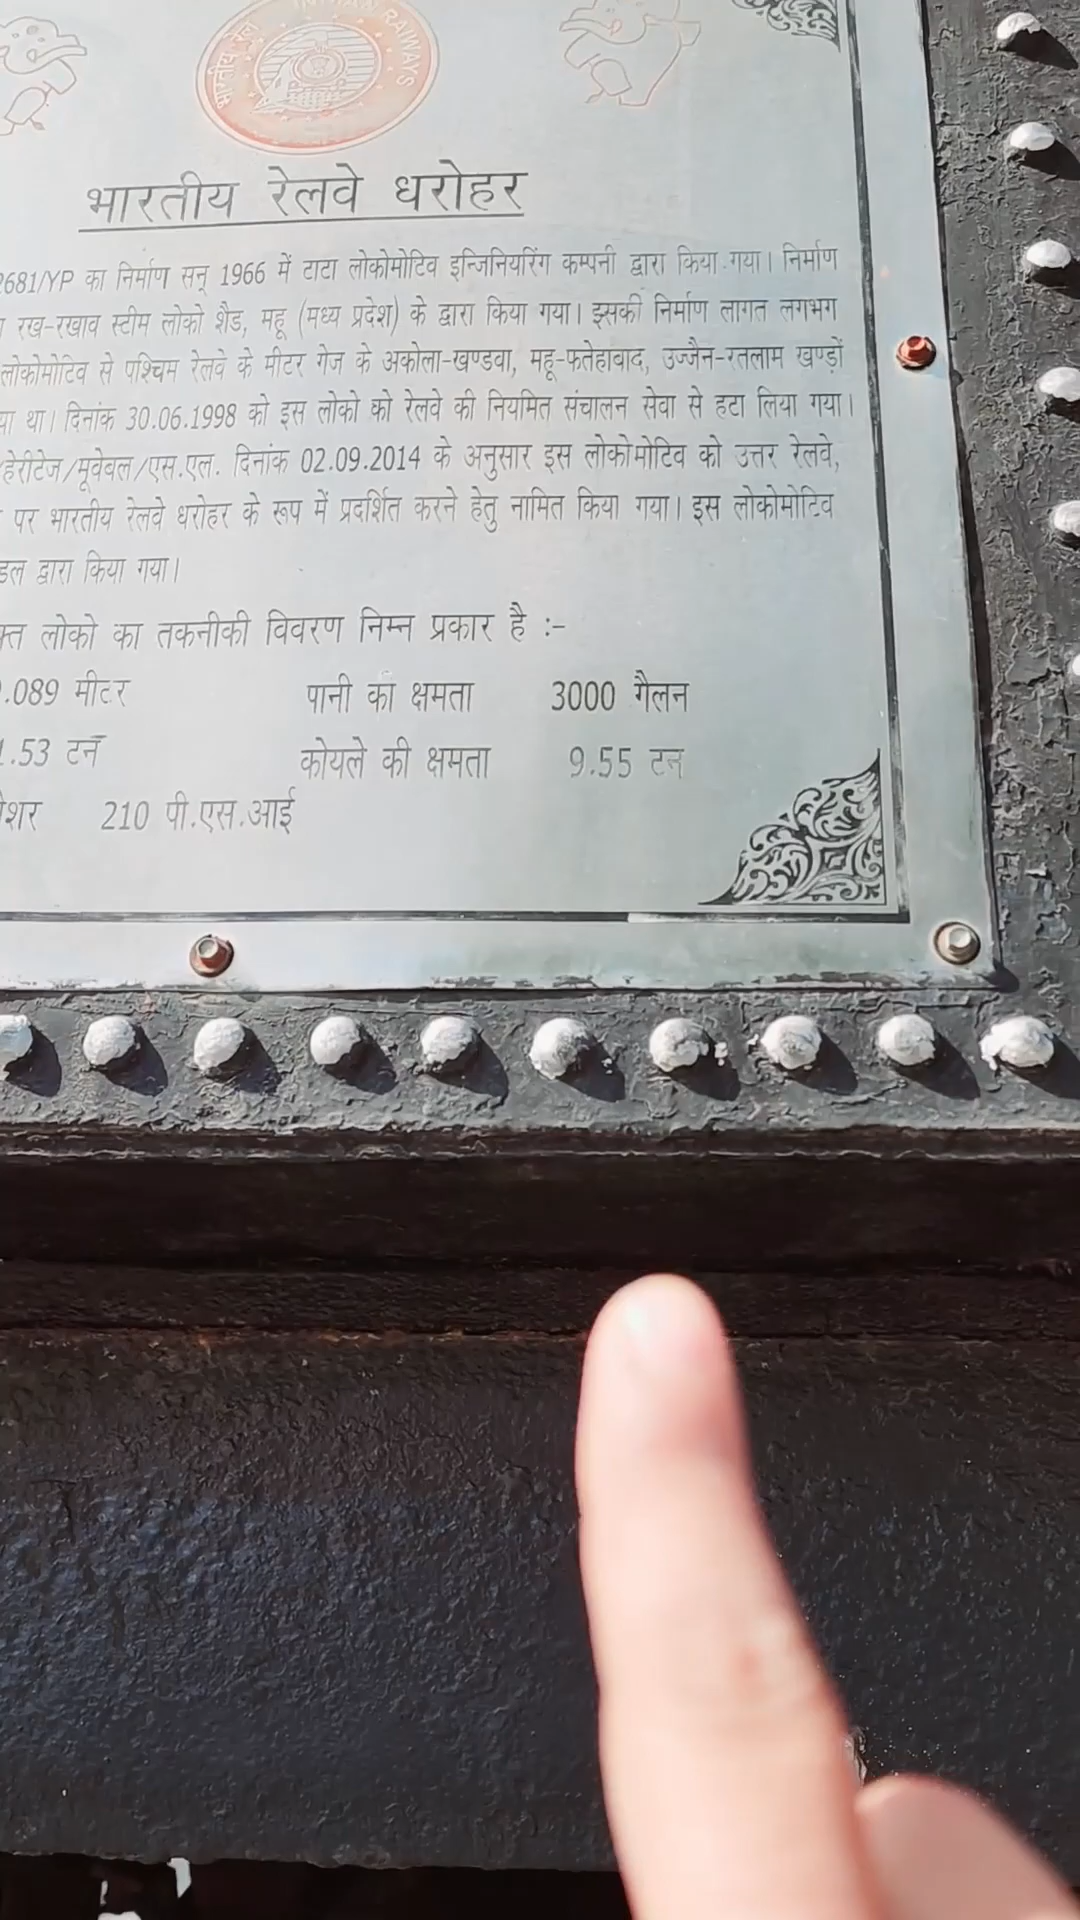 भारतीय रेल INDIAN RAILWAYS
भारतीय रेलवे धरोहर
2681/YP का निर्माण सन् 1966 में टाटा लोकोमोटिव इन्जिनियरिंग कम्पनी द्वारा किया गया। निर्माण
रख-रखाव स्टीम लोको शैड, महू (मध्य प्रदेश) के द्वारा किया गया। इसकी निर्माण लागत लगभग
लोकोमोटिव से पश्चिम रेलवे के मीटर गेज के अकोला-खण्डवा, महू-फतेहाबाद, उज्जैन-रतलाम खण्डों
था। दिनांक 30.06.1998 को इस लोको को रेलवे की नियमित संचालन सेवा से हटा लिया गया।
हेरीटेज/मूवेबल/एस.एल. दिनांक 02.09.2014 के अनुसार इस लोकोमोटिव को उत्तर रेलवे,
पर भारतीय रेलवे धरोहर के रूप में प्रदर्शित करने हेतु नामित किया गया। इस लोकोमोटिव
डल द्वारा किया गया।
क्त लोको का तकनीकी विवरण निम्न प्रकार है :-
.089 मीटर पानी की क्षमता 3000 गैलन
.53 टन कोयले की क्षमता 9.55 टन
ेशर 210 पी.एस.आई